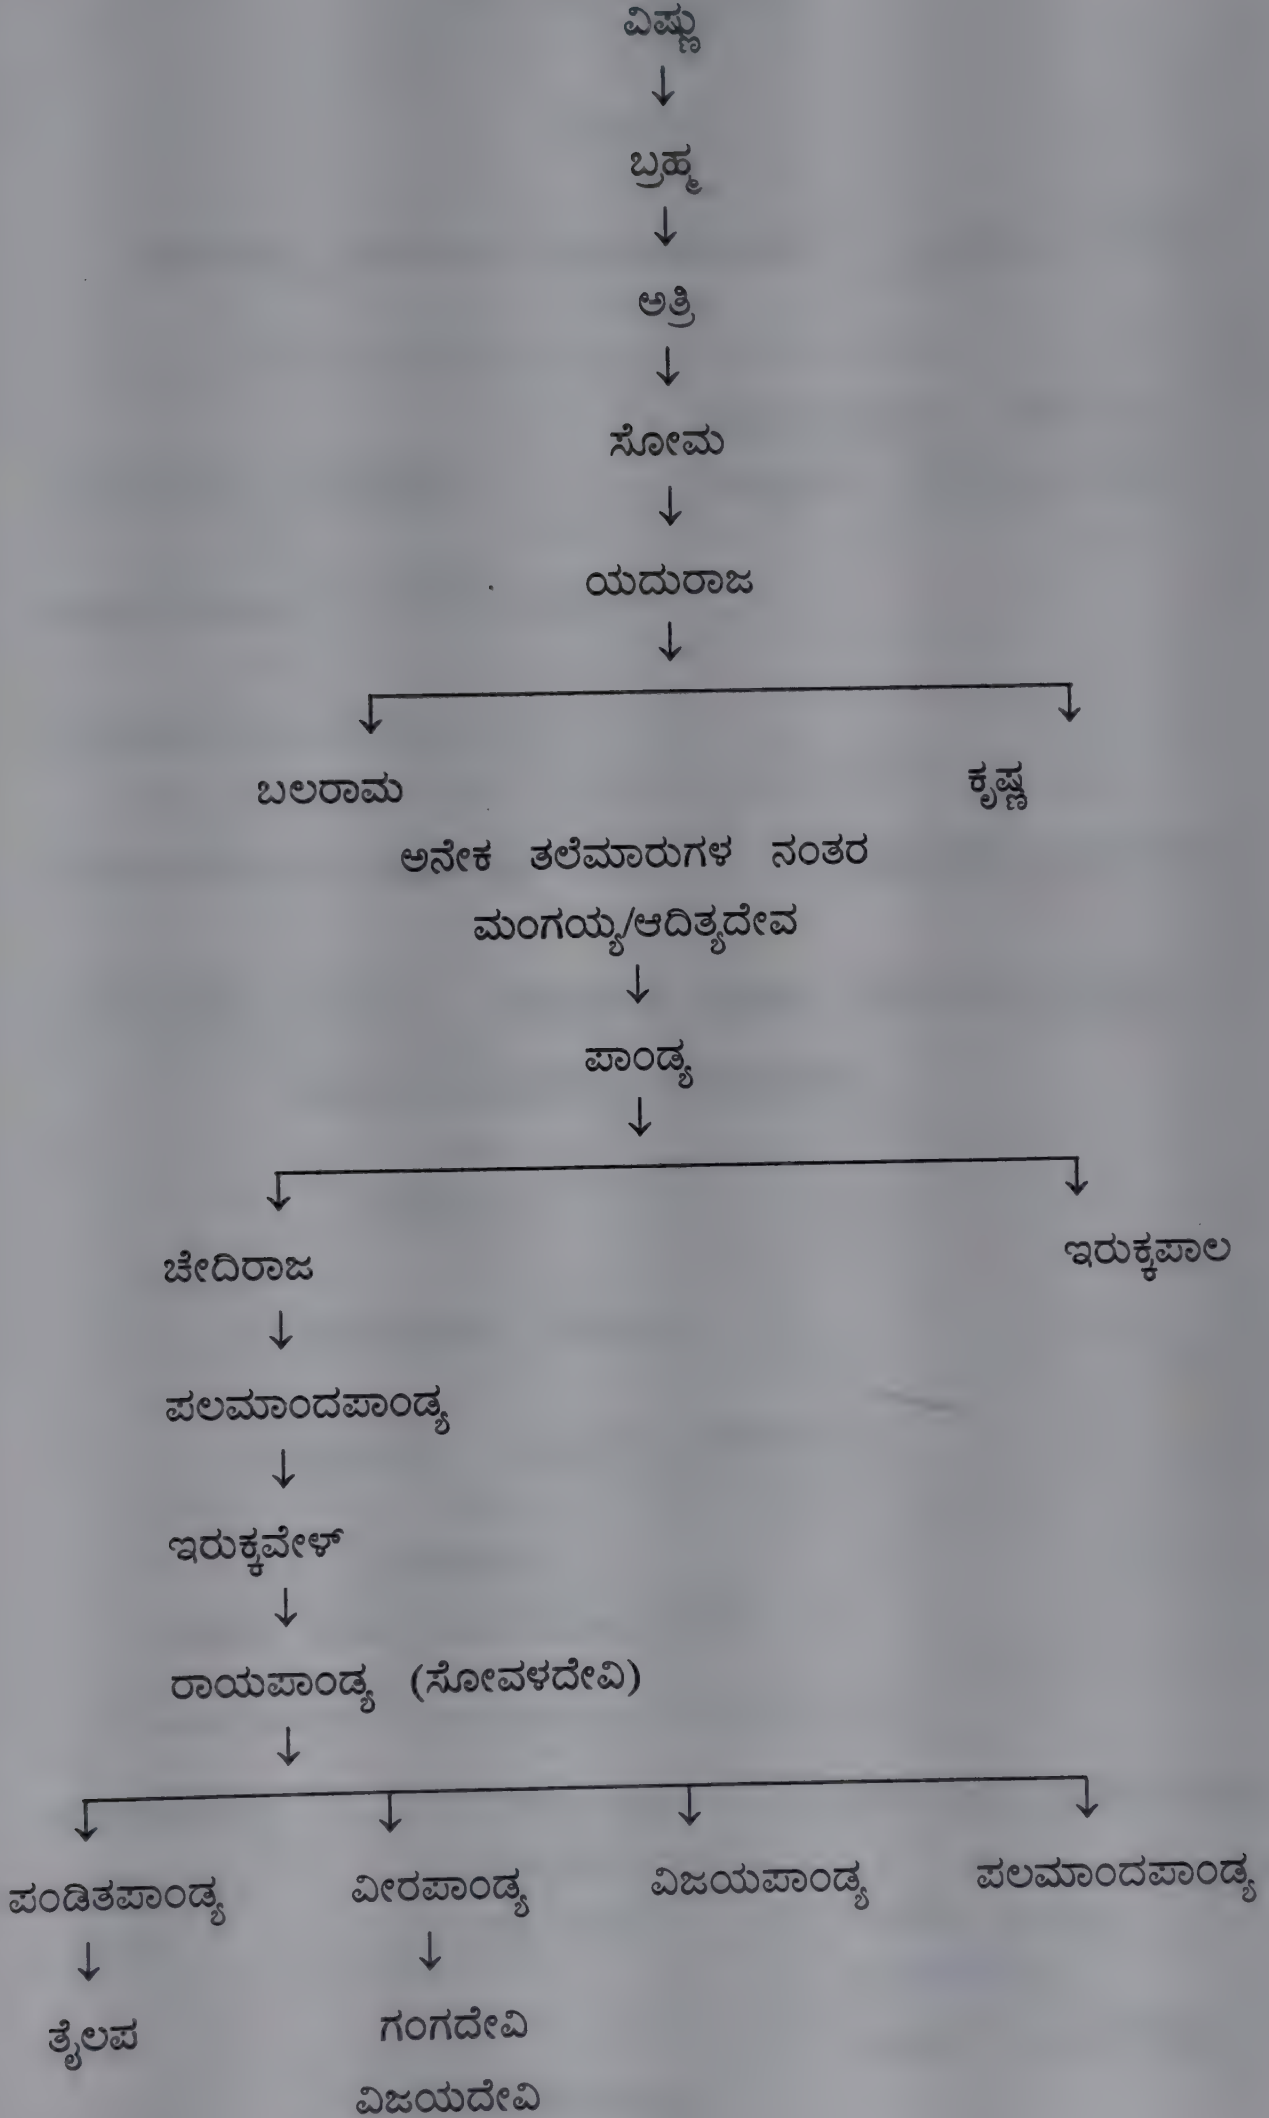 ವಿಷ್ಣು
ಬ್ರಹ್ಮ
ಅತ್ರಿ
ಸೋಮ
ಯದುರಾಜ
ಬಲರಾಮ ಕೃಷ್ಣ
ಅನೇಕ ತಲೆಮಾರುಗಳ ನಂತರ
ಮಂಗಯ್ಯ/ಆದಿತ್ಯದೇವ
ಪಾಂಡ್ಯ
ಚೇದಿರಾಜ ಇರುಕ್ಕಪಾಲ
ಪಲಮಾಂದಪಾಂಡ್ಯ
ಇರುಕ್ಕವೇಳ್
ರಾಯಪಾಂಡ್ಯ (ಸೋವಳದೇವಿ)
ಪಂಡಿತಪಾಂಡ್ಯ ವೀರಪಾಂಡ್ಯ ವಿಜಯಪಾಂಡ್ಯ ಪಲಮಾಂದಪಾಂಡ್ಯ
ತೈಲಪ ಗಂಗದೇವಿ
ವಿಜಯದೇವಿ